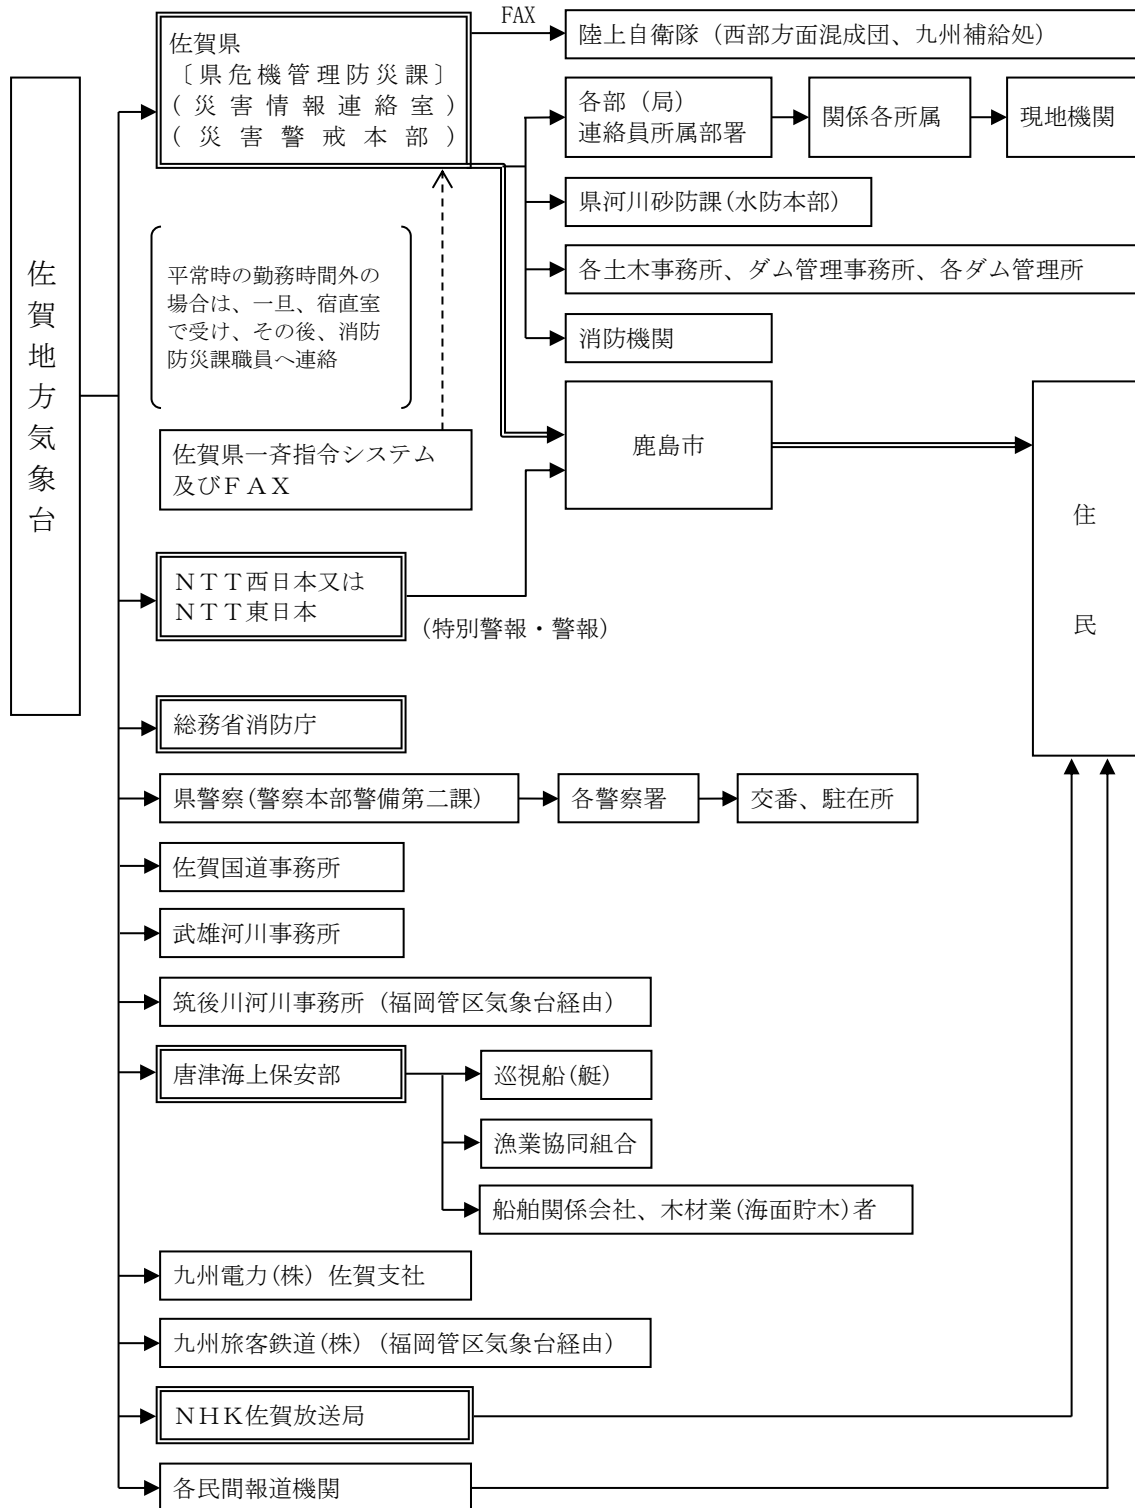 佐賀地方気象台
佐賀県
〔県危機管理防災課〕
(災害情報連絡室)
(災害警戒本部)
FAX
陸上自衛隊（西部方面混成団、九州補給処）
各部（局）
連絡員所属部署
関係各所属
現地機関
県河川砂防課(水防本部)
各土木事務所、ダム管理事務所、各ダム管理所
消防機関
平常時の勤務時間外の
場合は、一旦、宿直室
で受け、その後、消防
防災課職員へ連絡
佐賀県一斉指令システム
及びＦＡＸ
鹿島市
住民
ＮＴＴ西日本又は
ＮＴＴ東日本
（特別警報・警報）
総務省消防庁
県警察(警察本部警備第二課)
各警察署
交番、駐在所
佐賀国道事務所
武雄河川事務所
筑後川河川事務所（福岡管区気象台経由）
唐津海上保安部
巡視船(艇)
漁業協同組合
船舶関係会社、木材業(海面貯木)者
九州電力(株) 佐賀支社
九州旅客鉄道(株)（福岡管区気象台経由）
ＮＨＫ佐賀放送局
各民間報道機関